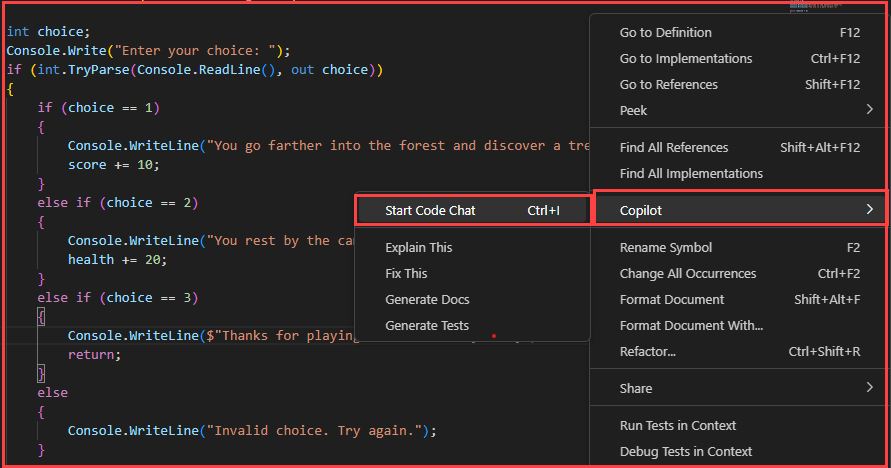 int choice;
Console.Write("Enter your choice: ");
if (int.TryParse(Console.ReadLine(), out choice))
{
if (choice == 1)
{
Console.WriteLine("You go farther into the forest and discover a tre
score += 10;
}
else if (choice == 2)
{
Console.WriteLine("You rest by the ca
health += 20;
}
else if (choice == 3)
{
Console.WriteLine($"Thanks for playing
return;
}
else
{
Console.WriteLine("Invalid choice. Try again.");
}
Start Code Chat Ctrl+I
Explain This
Fix This
Generate Docs
Generate Tests
Go to Definition F12
Go to Implementations Ctrl+F12
Go to References Shift+F12
Peek
Find All References Shift+Alt+F12
Find All Implementations
Copilot
Rename Symbol F2
Change All Occurrences Ctrl+F2
Format Document Shift+Alt+F
Format Document With...
Refactor... Ctrl+Shift+R
Share
Run Tests in Context
Debug Tests in Context